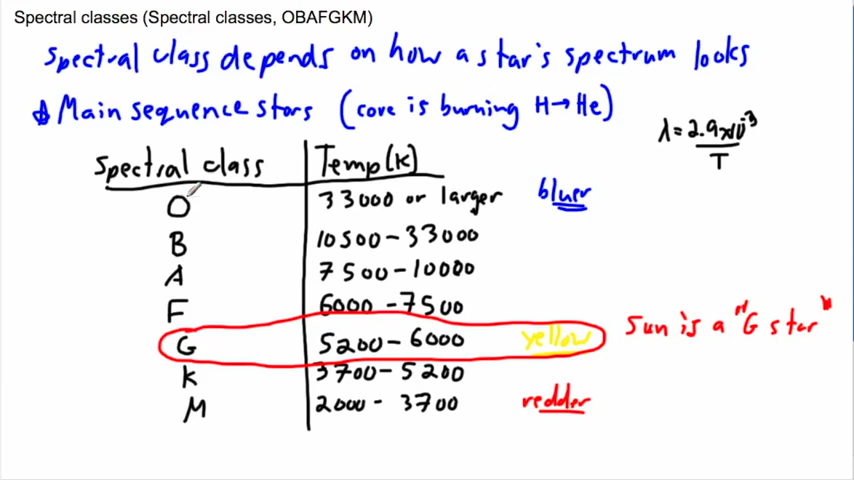 Spectral classes (Spectral classes, OBAFGKM)
Spectral class depends on how a star's spectrum looks
Main sequence stars (core is burning H→He)
λ = 2.9x10^-3 / T
Spectral class Temp(K)
O 33000 or larger bluer
B 10500-33000
A 7500-10000
F 6000-7500
G 5200-6000 yellow Sun is a "G star"
K 3700-5200
M 2000-3700 redder